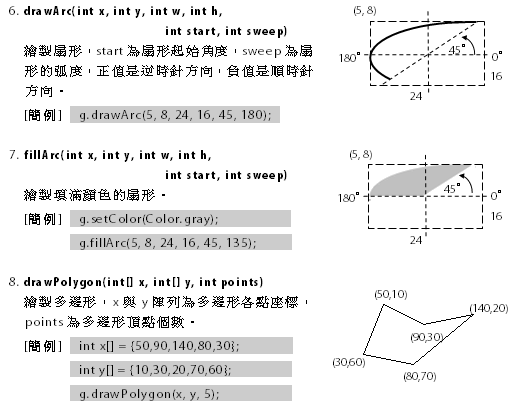 6. drawArc(int x, int y, int w, int h,
int start, int sweep)
繪製扇形，start 為扇形起始角度，sweep 為扇
形的弧度，正值是逆時針方向，負值是順時針
方向。
[簡例] g.drawArc(5, 8, 24, 16, 45, 180);
(5, 8)
180°
45°
0°
16
24
7. fillArc(int x, int y, int w, int h,
int start, int sweep)
繪製填滿顏色的扇形。
[簡例] g.setColor(Color.gray);
g.fillArc(5, 8, 24, 16, 45, 135);
(5, 8)
180°
45°
0°
16
24
8. drawPolygon(int[] x, int[] y, int points)
繪製多邊形，x 與 y 陣列為多邊形各點座標，
points 為多邊形頂點個數。
[簡例] int x[] = {50,90,140,80,30};
int y[] = {10,30,20,70,60};
g.drawPolygon(x, y, 5);
(50,10)
(140,20)
(90,30)
(30,60)
(80,70)